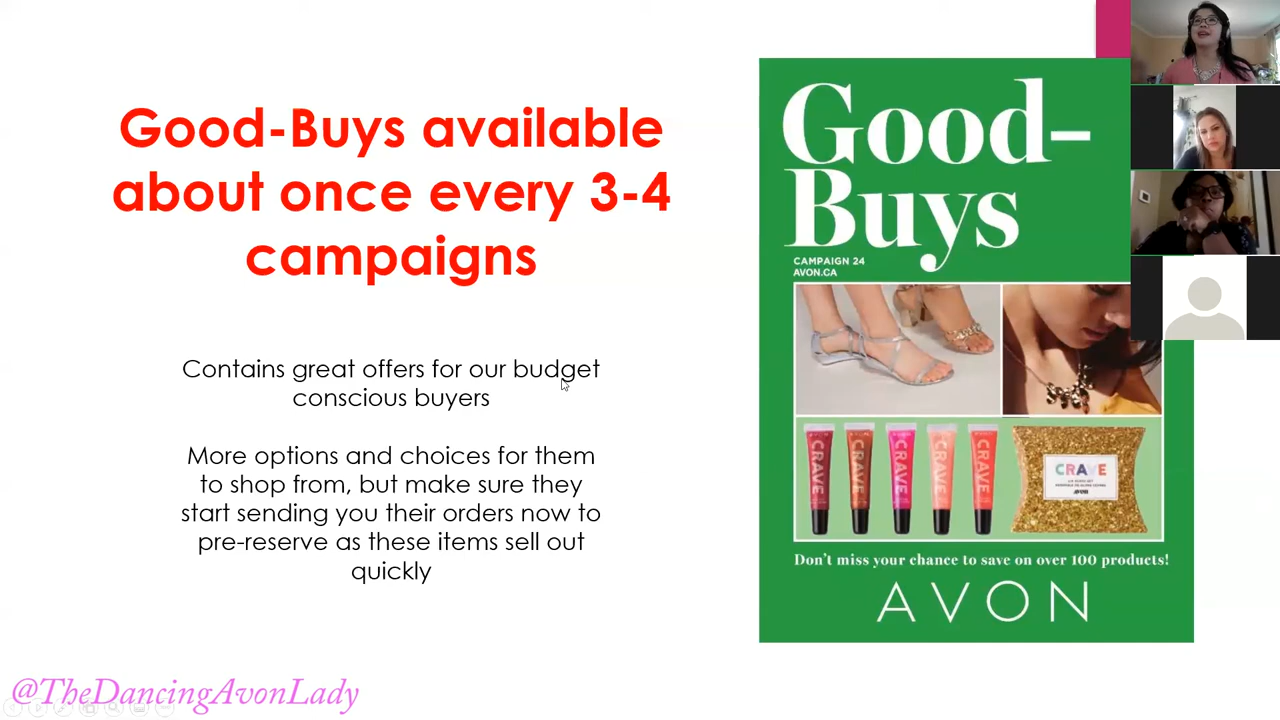 Good-Buys available
about once every 3-4
campaigns
Contains great offers for our budget
conscious buyers
More options and choices for them
to shop from, but make sure they
start sending you their orders now to
pre-reserve as these items sell out
quickly
@TheDancingAvonLady
Good-
Buys
CAMPAIGN 24
AVON.CA
CRAVE
CRAVE
CRAVE
CRAVE
CRAVE
CRAVE
AVON
Don't miss your chance to save on over 100 products!
AVON